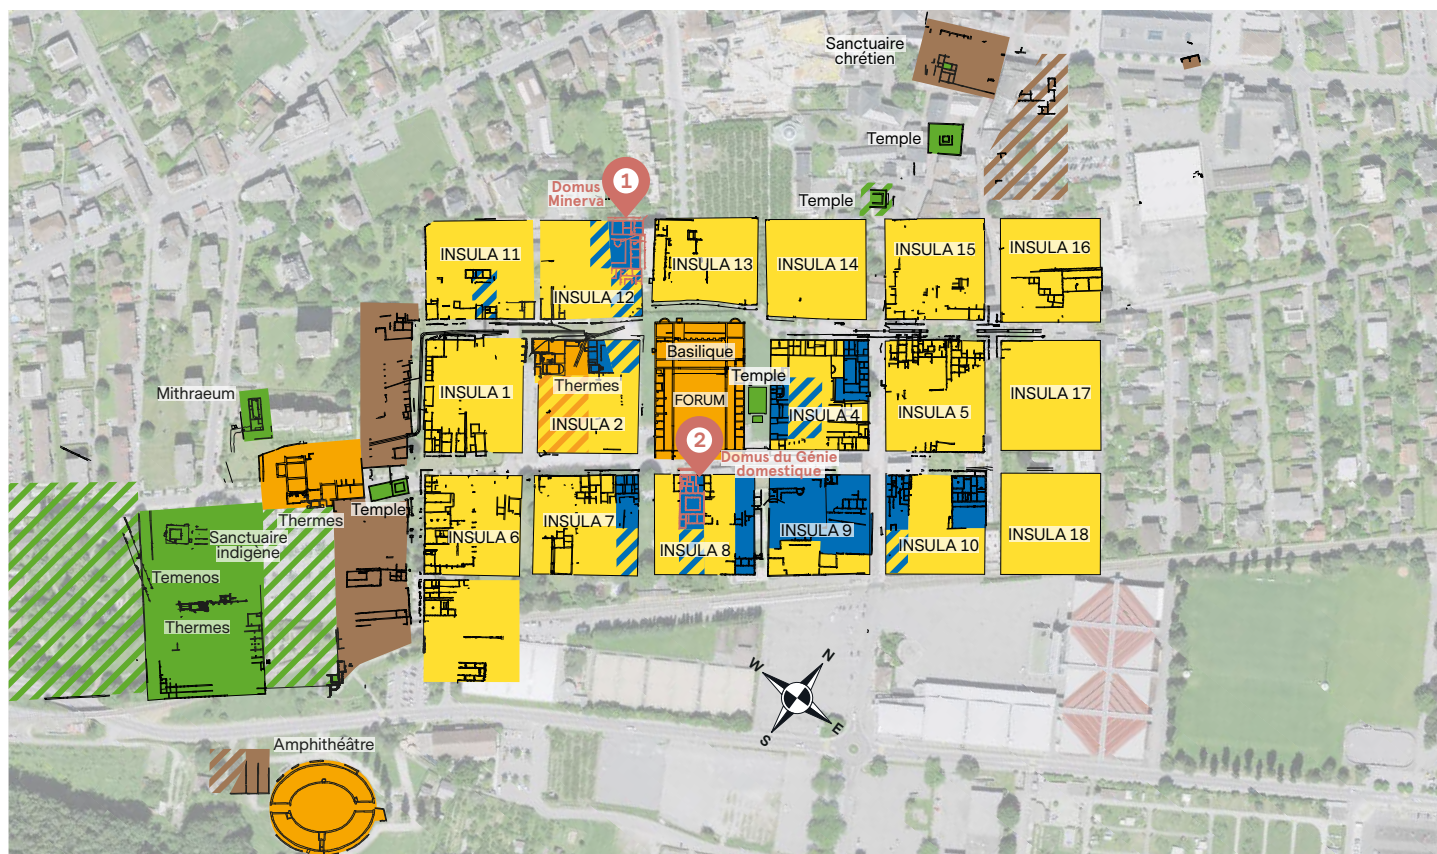 Sanctuaire
chrétien
Temple
Temple
Domus
Minerva
1
INSULA 11
INSULA 12
INSULA 13
INSULA 14
INSULA 15
INSULA 16
Basilique
Temple
FORUM
Thermes
INSULA 1
INSULA 2
INSULA 4
INSULA 5
INSULA 17
Mithraeum
2
Domus du Génie
domestique
Thermes
Temple
INSULA 6
INSULA 7
INSULA 8
INSULA 9
INSULA 10
INSULA 18
Sanctuaire
indigène
Temenos
Thermes
N
W
E
S
Amphithéâtre